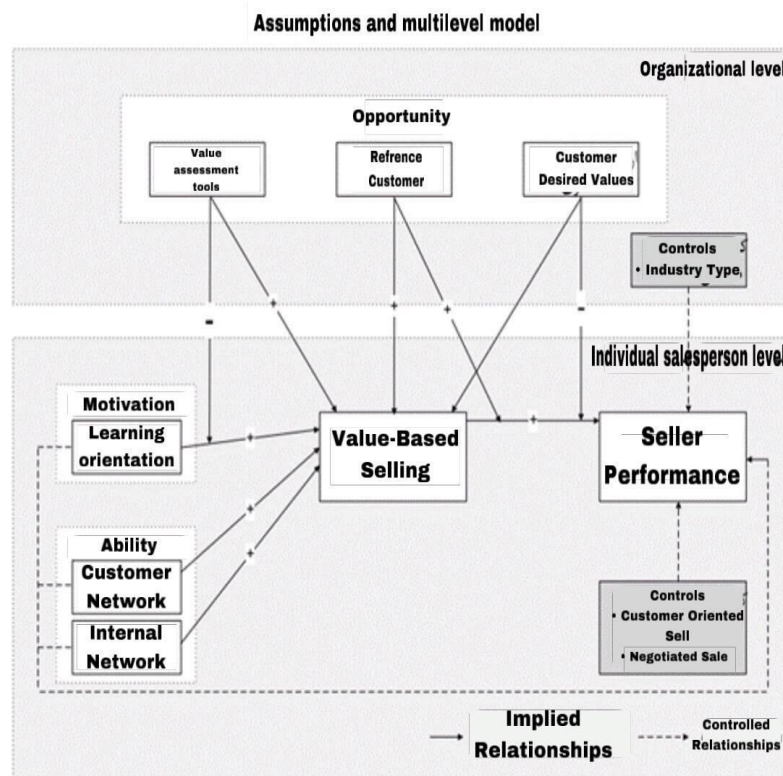 Assumptions and multilevel model
Organizational level
Opportunity
Value
assessment
tools
Refrence
Customer
Customer
Desired Values
Controls
• Industry Type
+
+
+
-
-
Individual salesperson level
Motivation
Learning
orientation
+
Value-Based
Selling
+
Seller
Performance
+
Ability
Customer
Network
+
Internal
Network
Controls
• Customer Oriented
Sell
• Negotiated Sale
Implied
Relationships
Controlled
Relationships